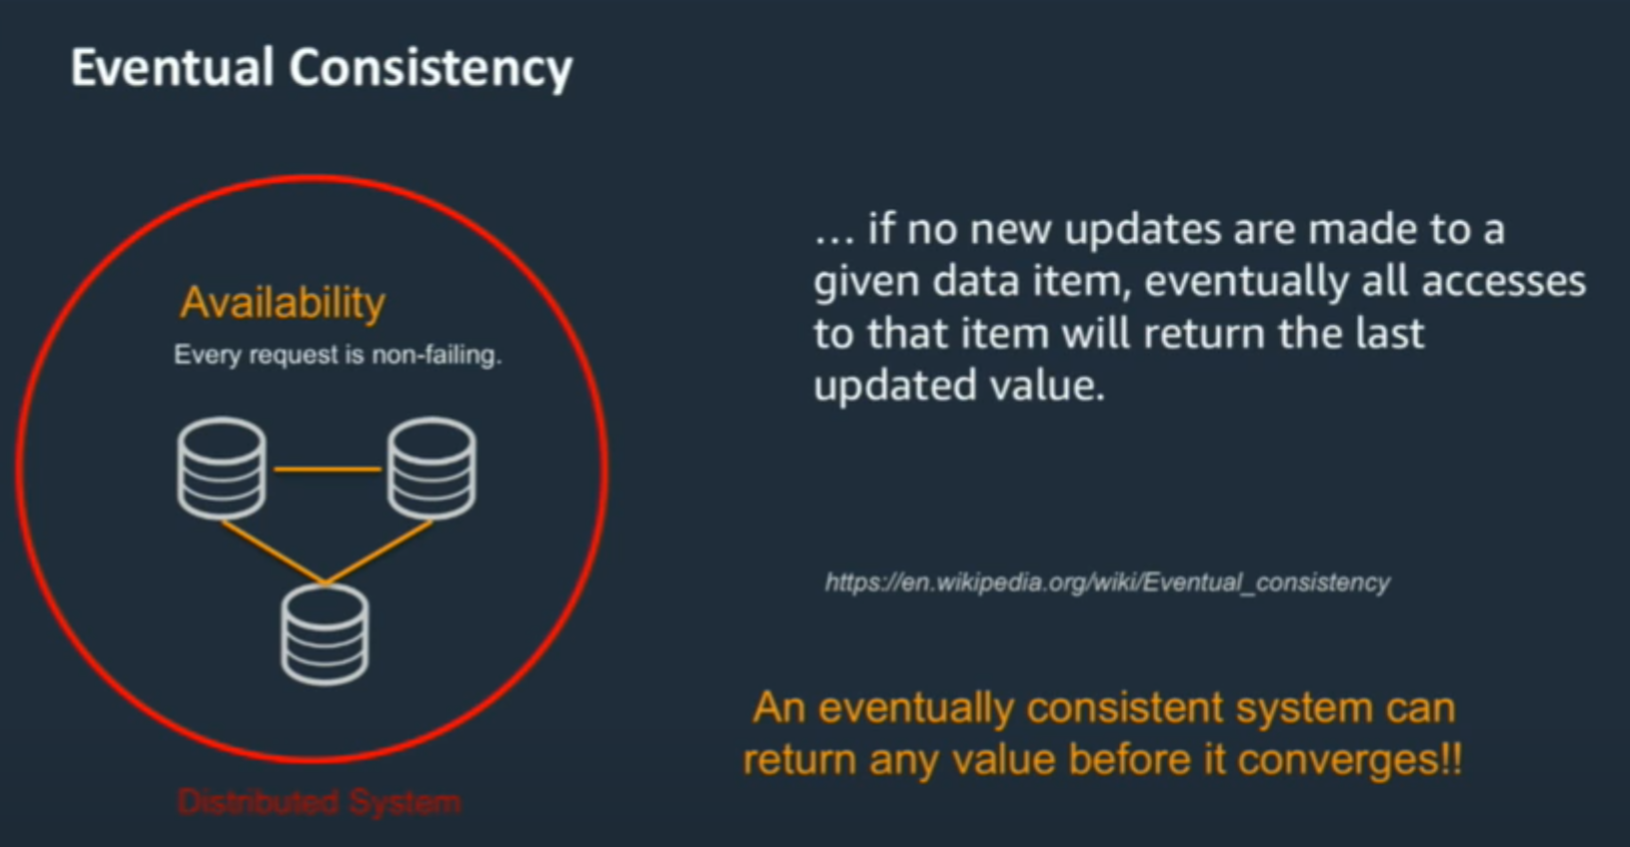 Eventual Consistency
Availability
Every request is non-failing.
Distributed System
... if no new updates are made to a
given data item, eventually all accesses
to that item will return the last
updated value.
https://en.wikipedia.org/wiki/Eventual_consistency
An eventually consistent system can
return any value before it converges!!